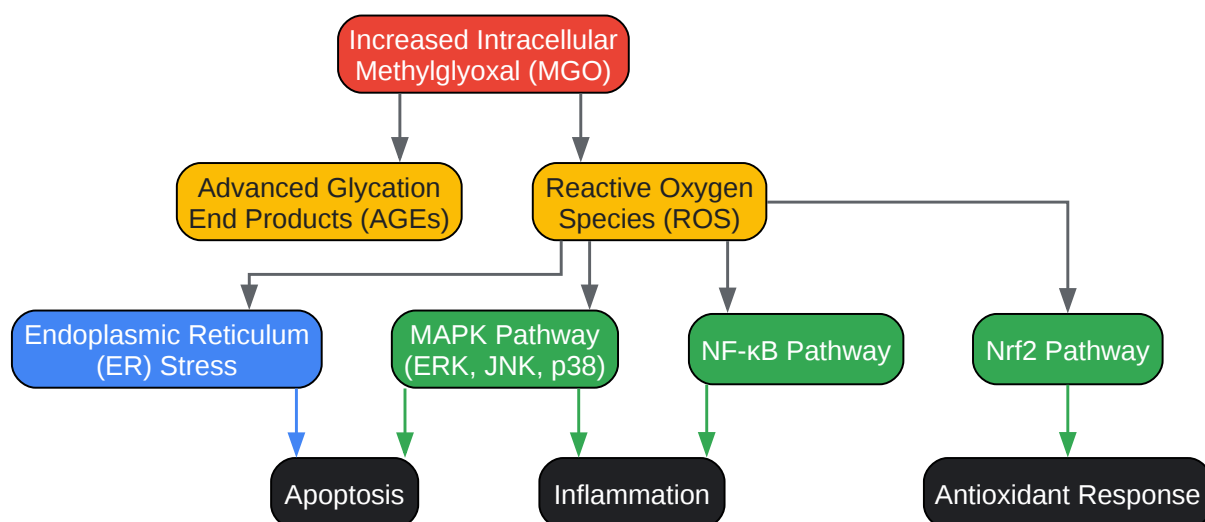 Increased Intracellular
Methylglyoxal (MGO)
Advanced Glycation
End Products (AGEs)
Reactive Oxygen
Species (ROS)
Endoplasmic Reticulum
(ER) Stress
MAPK Pathway
(ERK, JNK, p38)
NF-κB Pathway
Nrf2 Pathway
Apoptosis
Inflammation
Antioxidant Response